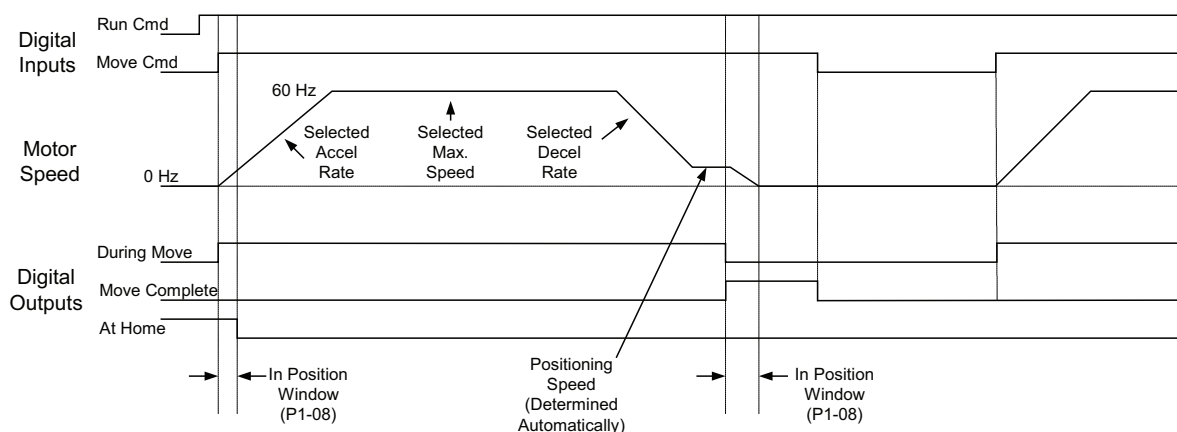 Digital
Inputs
Run Cmd
Move Cmd
Motor
Speed
60 Hz
0 Hz
Selected
Accel
Rate
Selected
Max.
Speed
Selected
Decel
Rate
Digital
Outputs
During Move
Move Complete
At Home
In Position
Window
(P1-08)
Positioning
Speed
(Determined
Automatically)
In Position
Window
(P1-08)